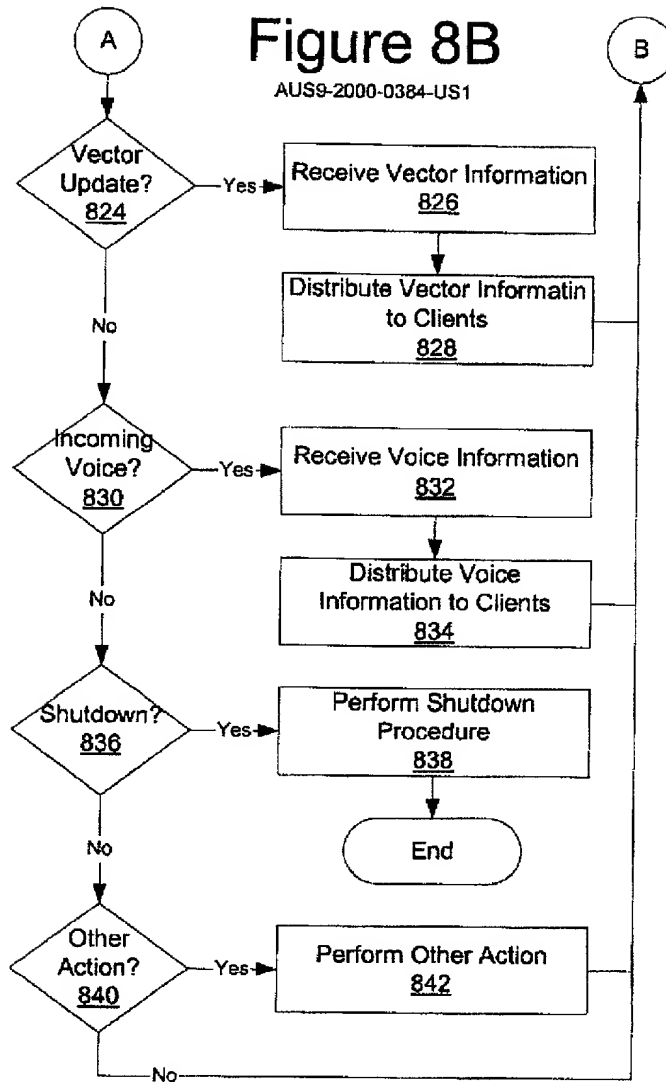 A
Figure 8B
B
AUS9-2000-0384-US1
Vector
Update?
824
Yes
Receive Vector Information
826
Distribute Vector Informatin
to Clients
828
No
Incoming
Voice?
830
Yes
Receive Voice Information
832
Distribute Voice
Information to Clients
834
No
Shutdown?
836
Yes
Perform Shutdown
Procedure
838
End
No
Other
Action?
840
Yes
Perform Other Action
842
No